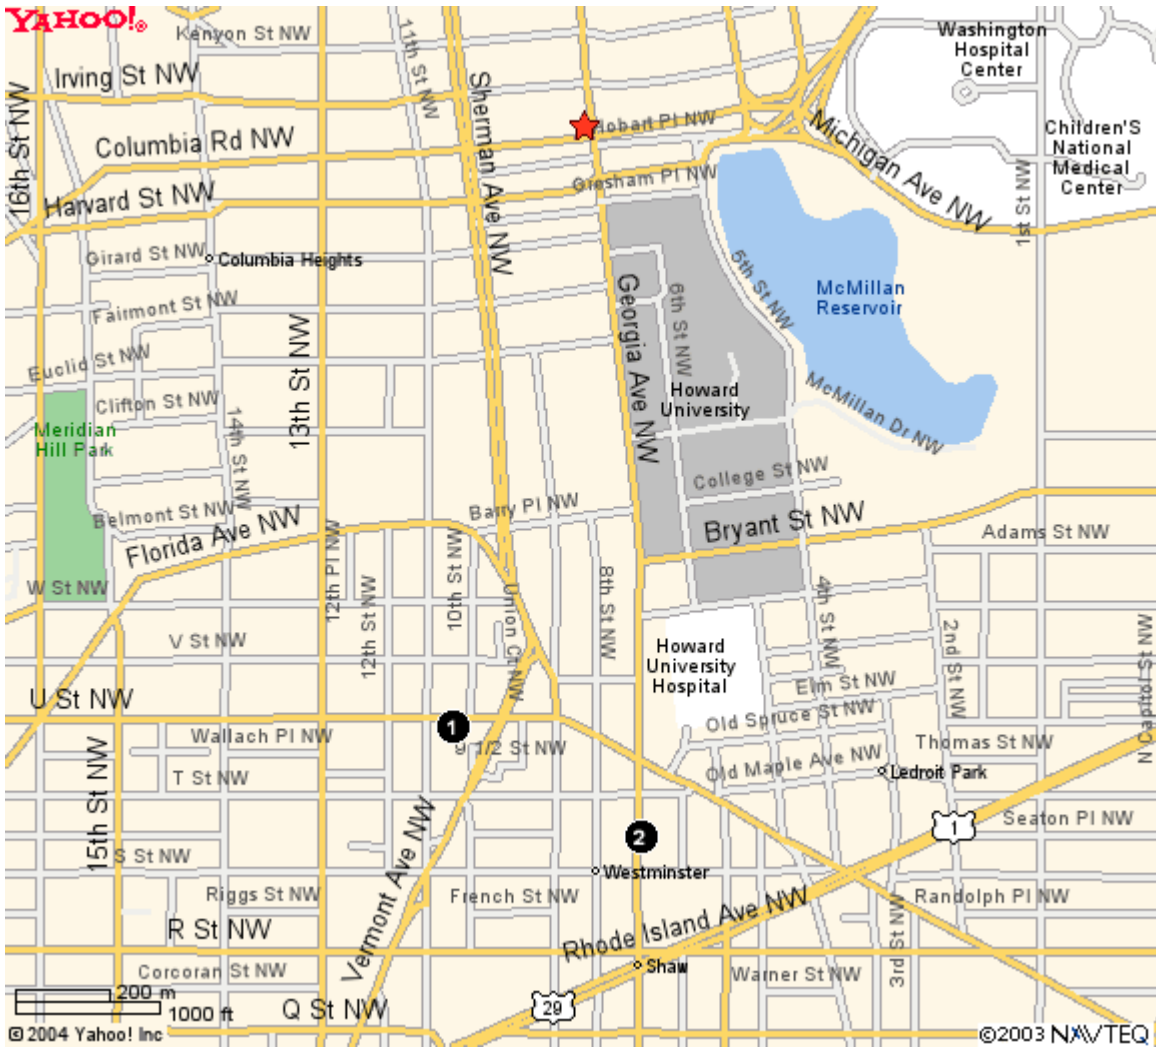 YAHOO!®
Kenyon St NW
11th St NW
Washington
Hospital
Center
Irving St NW
16th St NW
Sherman Ave NW
Hobart Pl NW
Columbia Rd NW
Michigan Ave NW
Children'S
National
Medical
Center
Harvard St NW
Gresham Pl NW
1st St NW
Girard St NW
Columbia Heights
5th St NW
McMillan
Reservoir
Fairmont St NW
Georgia Ave NW
6th St NW
Euclid St NW
13th St NW
Howard
University
McMillan Dr NW
Clifton St NW
14th St NW
Meridian
Hill Park
College St NW
Belmont St NW
Barry Pl NW
Bryant St NW
Florida Ave NW
Adams St NW
12th Pl NW
10th St NW
8th St NW
W St NW
12th St NW
Union Ct NW
4th St NW
2nd St NW
V St NW
Howard
University
Hospital
N Capitol St NW
Elm St NW
U St NW
1
Old Spruce St NW
Wallach Pl NW
9 1/2 St NW
Thomas St NW
Old Maple Ave NW
T St NW
Ledroit Park
15th St NW
Vermont Ave NW
2
1
Seaton Pl NW
S St NW
Westminster
Riggs St NW
French St NW
Randolph Pl NW
R St NW
Rhode Island Ave NW
3rd St NW
Corcoran St NW
Shaw
Warner St NW
200 m
1000 ft
Q St NW
29
©2004 Yahoo! Inc
©2003 NAVTEQ